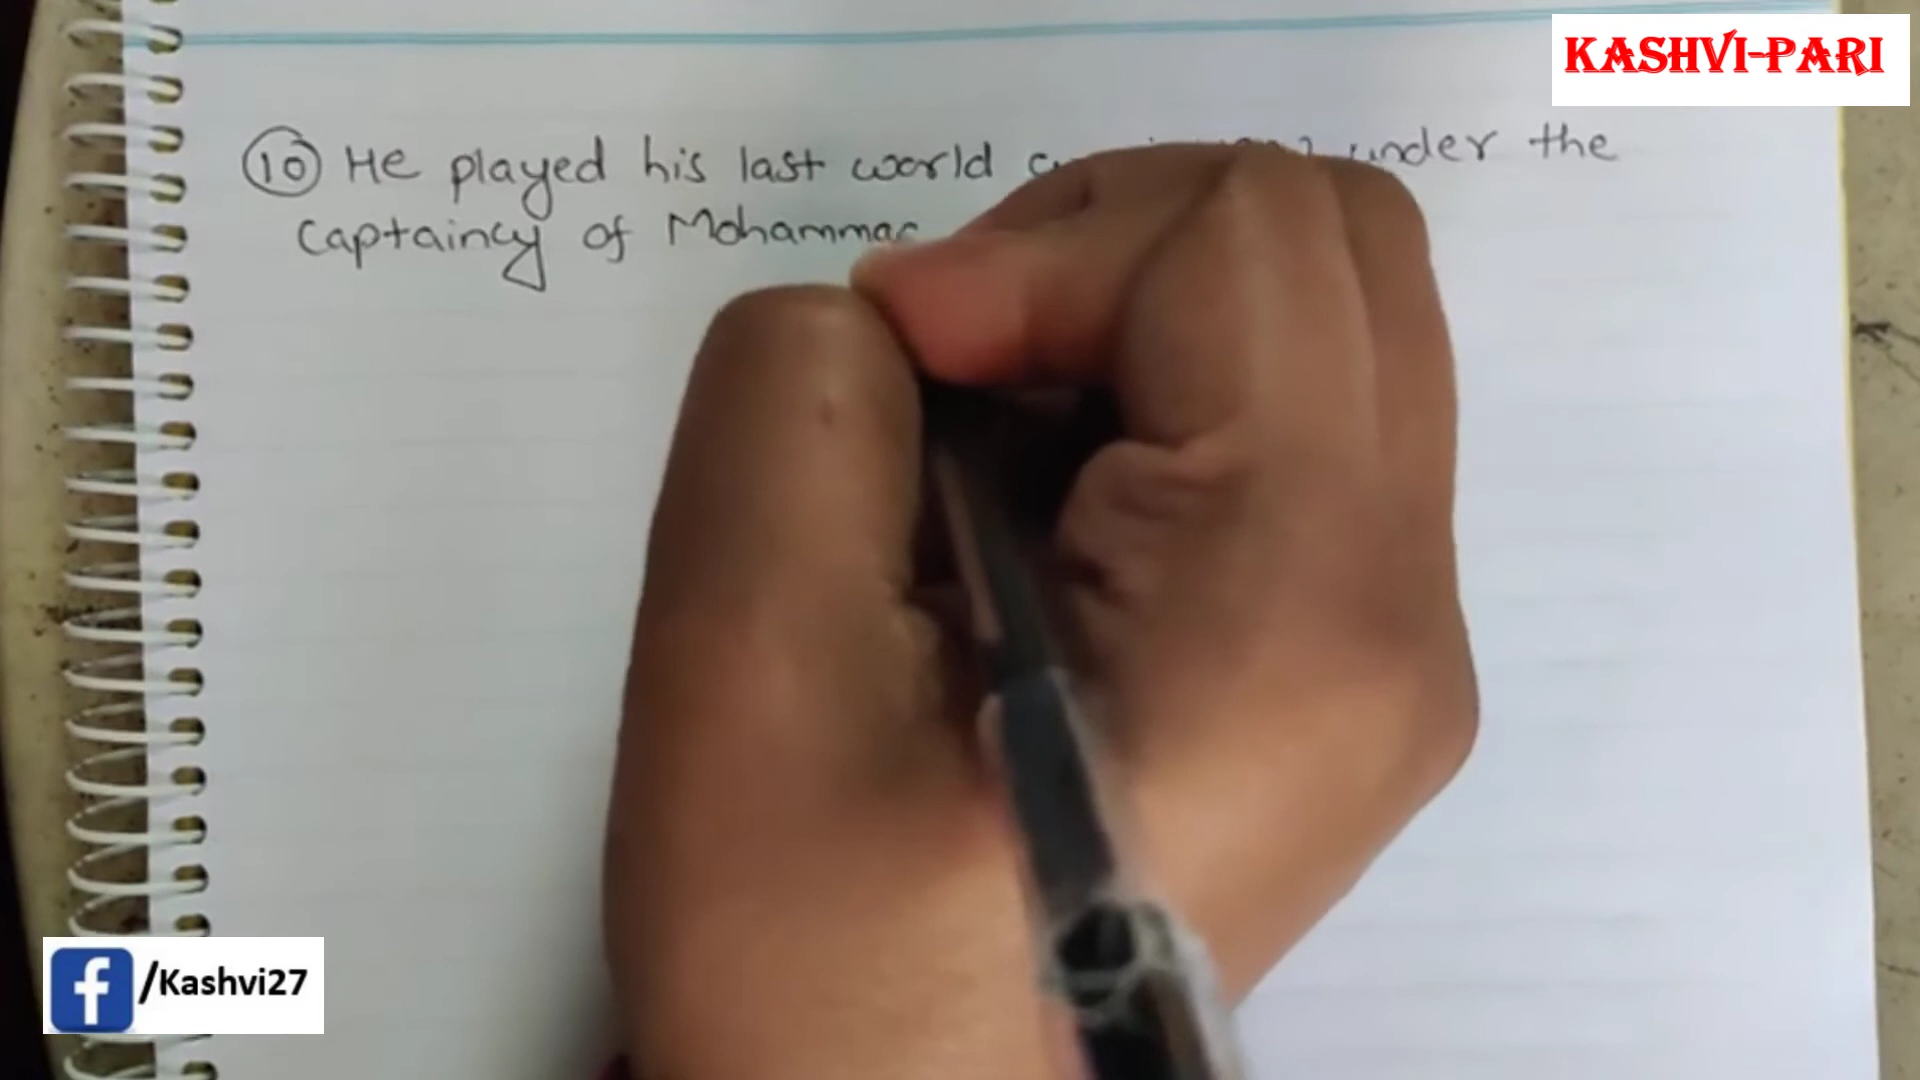 KASHVI-PARI
10 He played his last world under the
captaincy of
/Kashvi27